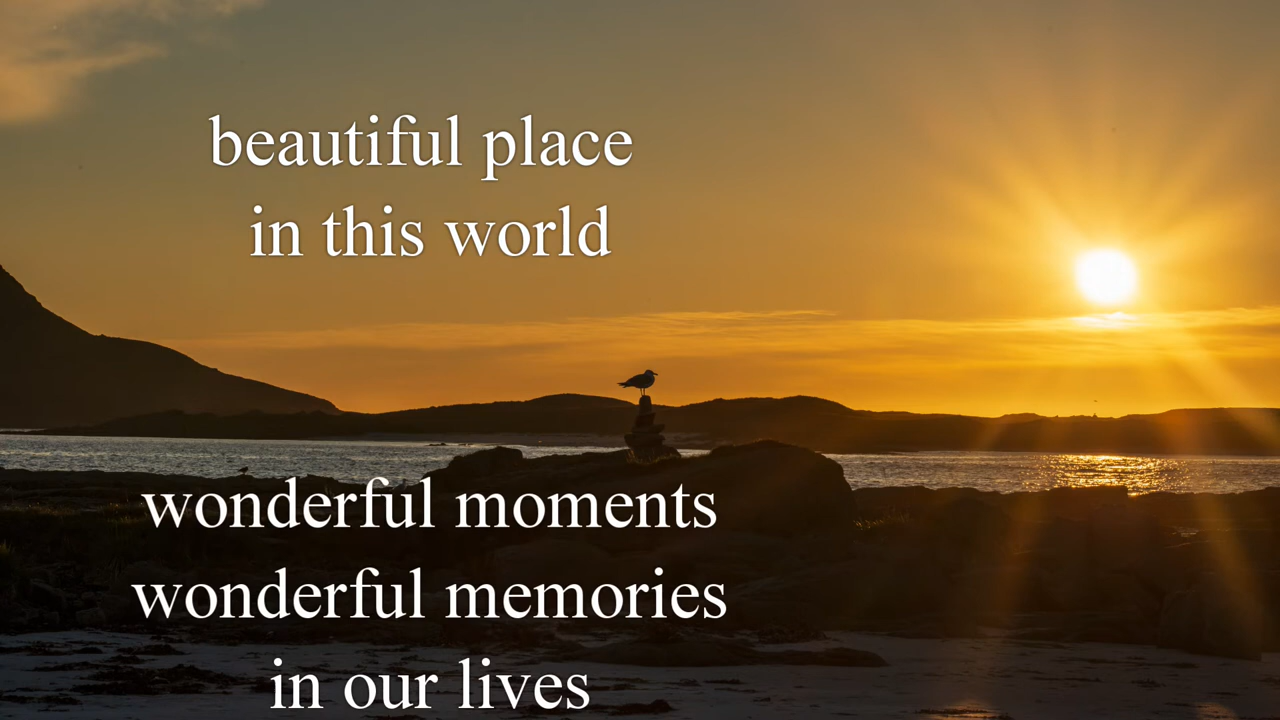 beautiful place
in this world
wonderful moments
wonderful memories
in our lives